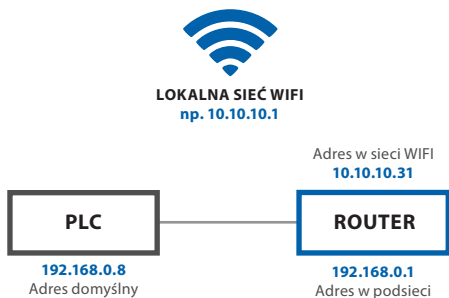 LOKALNA SIEĆ WIFI
np. 10.10.10.1
Adres w sieci WIFI
10.10.10.31
PLC
ROUTER
192.168.0.8
Adres domyślny
192.168.0.1
Adres w podsieci